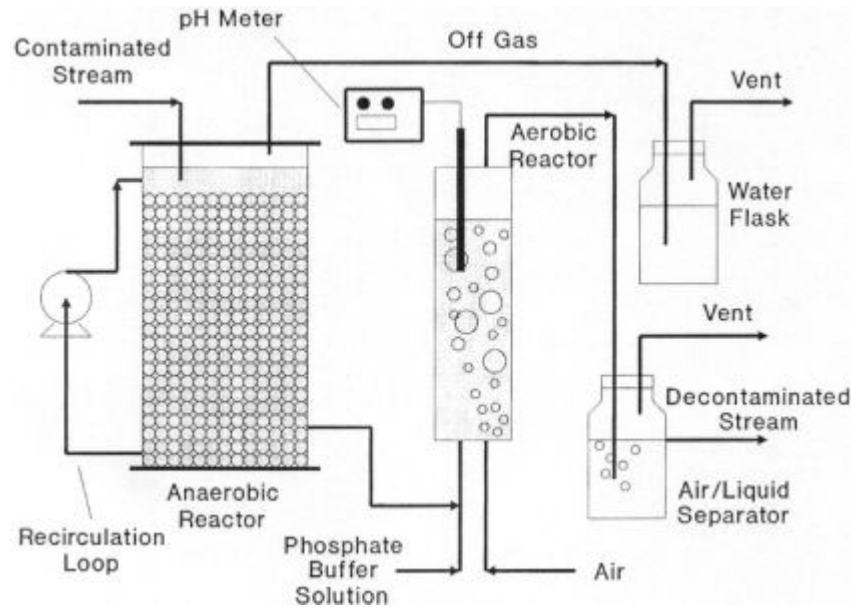 pH Meter
Contaminated
Stream
Off Gas
Vent
Aerobic
Reactor
Water
Flask
Vent
Decontaminated
Stream
Anaerobic
Reactor
Air/Liquid
Separator
Recirculation
Loop
Phosphate
Buffer
Solution
Air